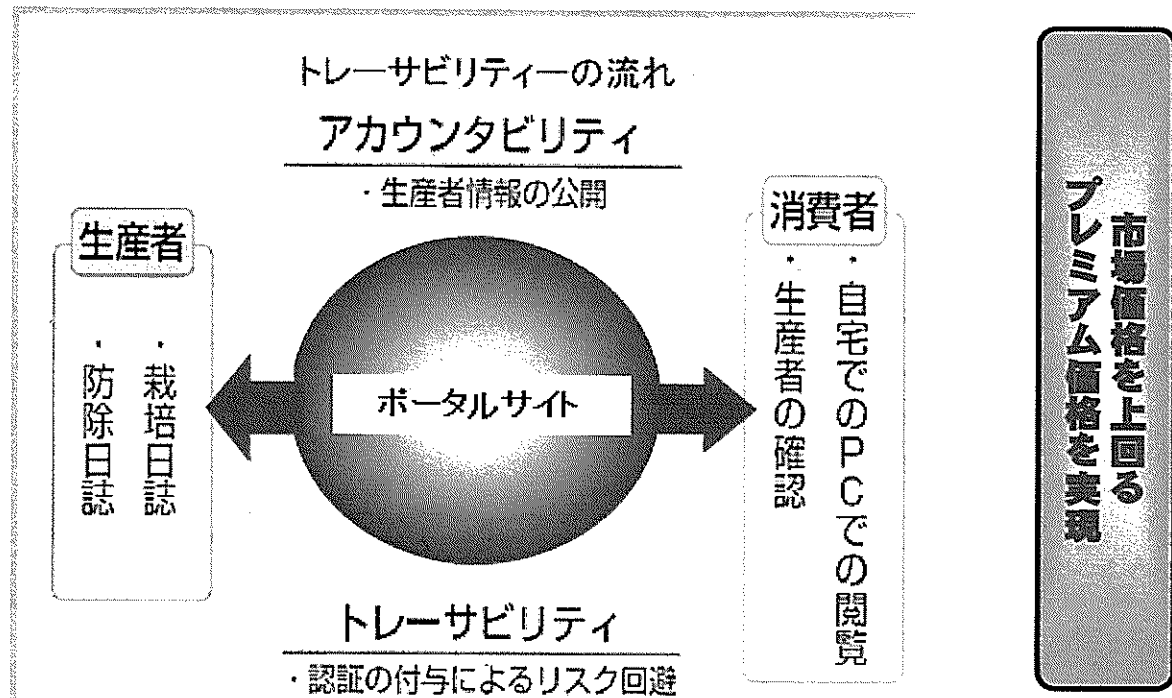 トレーサビリティーの流れ
アカウンタビリティ
・生産者情報の公開
生産者
・栽培日誌
・防除日誌
ポータルサイト
消費者
・自宅でのPCでの閲覧
・生産者の確認
トレーサビリティ
・認証の付与によるリスク回避
市場価格を上回る
プレミアム価格を実現